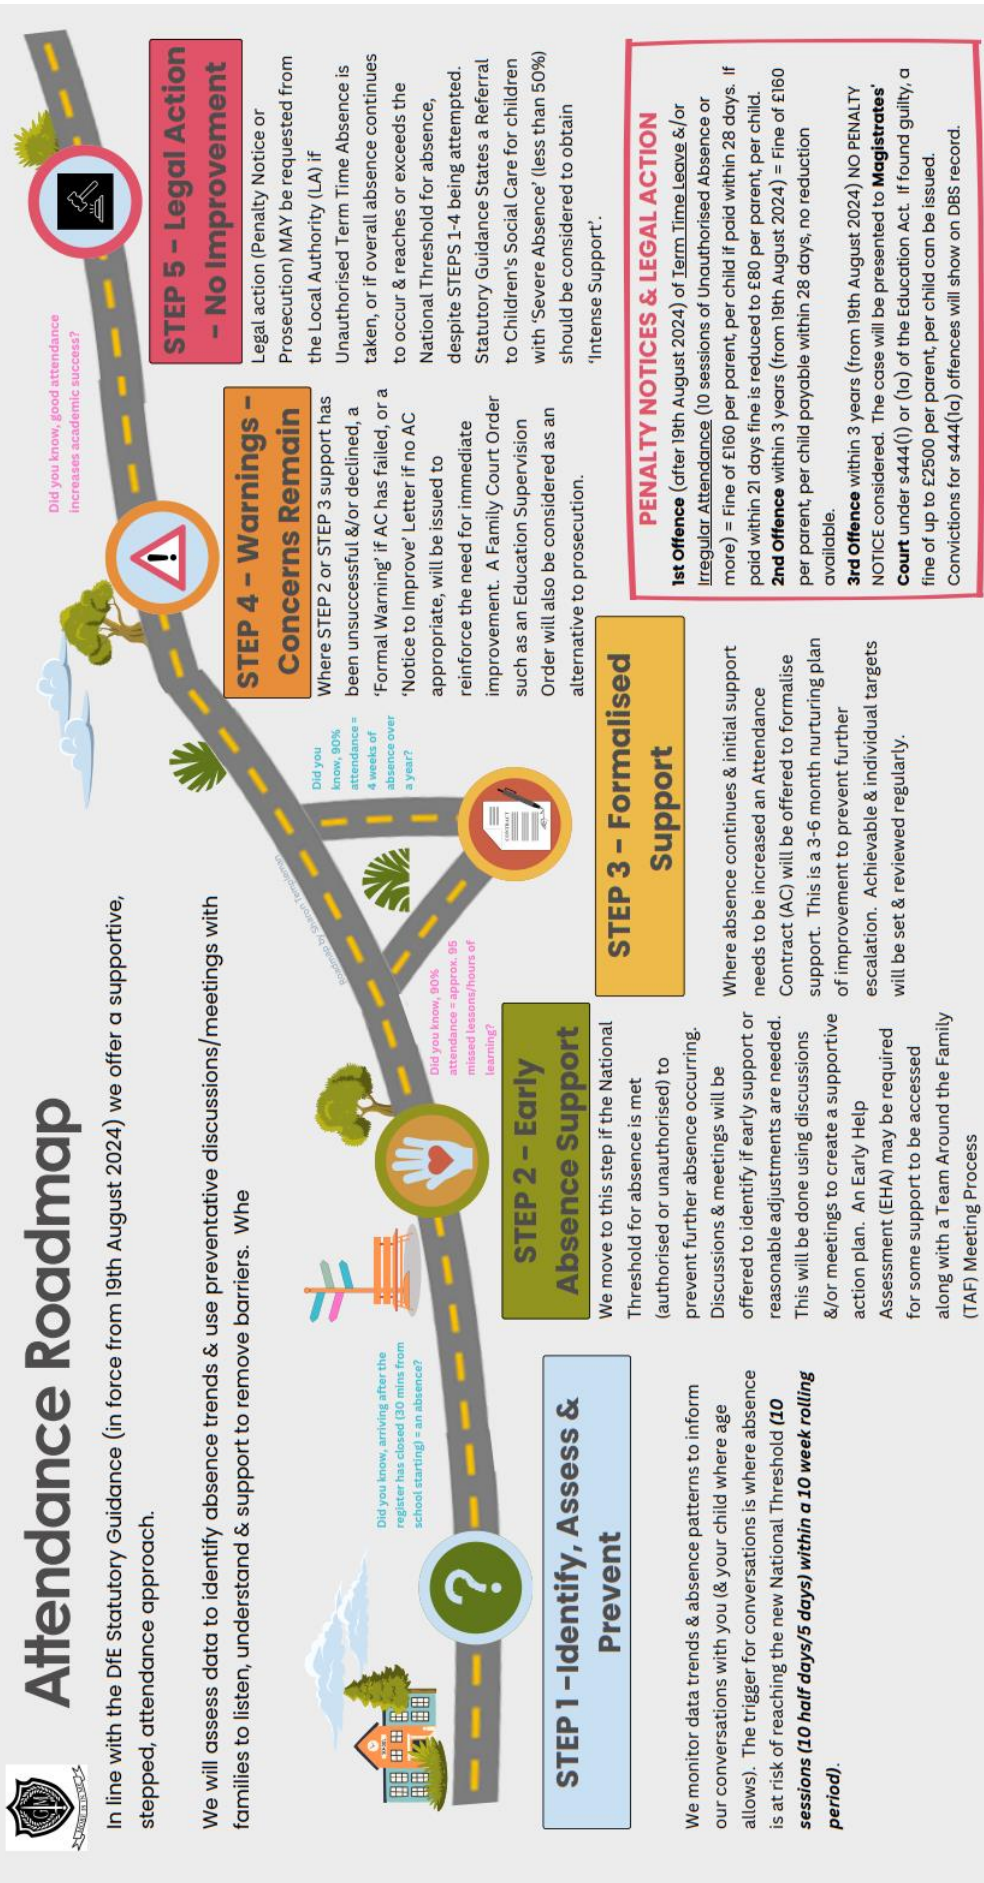 Attendance Roadmap
In line with the DfE Statutory Guidance (in force from 19th August 2024) we offer a supportive,
stepped, attendance approach.
We will assess data to identify absence trends & use preventative discussions/meetings with
families to listen, understand & support to remove barriers. Whe
Did you know, arriving after the
register has closed (30 mins from
school starting) = an absence?
Did you know, 90%
attendance = approx. 95
missed lessons/hours of
learning?
Roadmap by Sharon Templeman
Did you
know, 90%
attendance =
4 weeks of
absence over
a year?
Did you know, good attendance
increases academic success?
CONTRACT
STEP 1 –Identify, Assess &
Prevent
We monitor data trends & absence patterns to inform
our conversations with you (& your child where age
allows). The trigger for conversations is where absence
is at risk of reaching the new National Threshold (10
sessions (10 half days/5 days) within a 10 week rolling
period).
STEP 2 – Early
Absence Support
We move to this step if the National
Threshold for absence is met
(authorised or unauthorised) to
prevent further absence occurring.
Discussions & meetings will be
offered to identify if early support or
reasonable adjustments are needed.
This will be done using discussions
&/or meetings to create a supportive
action plan. An Early Help
Assessment (EHA) may be required
for some support to be accessed
along with a Team Around the Family
(TAF) Meeting Process
STEP 3 – Formalised
Support
Where absence continues & initial support
needs to be increased an Attendance
Contract (AC) will be offered to formalise
support. This is a 3-6 month nurturing plan
of improvement to prevent further
escalation. Achievable & individual targets
will be set & reviewed regularly.
STEP 4 – Warnings –
Concerns Remain
Where STEP 2 or STEP 3 support has
been unsuccessful &/or declined, a
'Formal Warning' if AC has failed, or a
'Notice to Improve' Letter if no AC
appropriate, will be issued to
reinforce the need for immediate
improvement. A Family Court Order
such as an Education Supervision
Order will also be considered as an
alternative to prosecution.
STEP 5 – Legal Action
– No Improvement
Legal action (Penalty Notice or
Prosecution) MAY be requested from
the Local Authority (LA) if
Unauthorised Term Time Absence is
taken, or if overall absence continues
to occur & reaches or exceeds the
National Threshold for absence,
despite STEPS 1-4 being attempted.
Statutory Guidance States a Referral
to Children's Social Care for children
with 'Severe Absence' (less than 50%)
should be considered to obtain
'Intense Support'.
PENALTY NOTICES & LEGAL ACTION
1st Offence (after 19th August 2024) of Term Time Leave &/or
Irregular Attendance (10 sessions of Unauthorised Absence or
more) = Fine of £160 per parent, per child if paid within 28 days. If
paid within 21 days fine is reduced to £80 per parent, per child.
2nd Offence within 3 years (from 19th August 2024) = Fine of £160
per parent, per child payable within 28 days, no reduction
available.
3rd Offence within 3 years (from 19th August 2024) NO PENALTY
NOTICE considered. The case will be presented to Magistrates'
Court under s444(1) or (1a) of the Education Act. If found guilty, a
fine of up to £2500 per parent, per child can be issued.
Convictions for s444(1a) offences will show on DBS record.